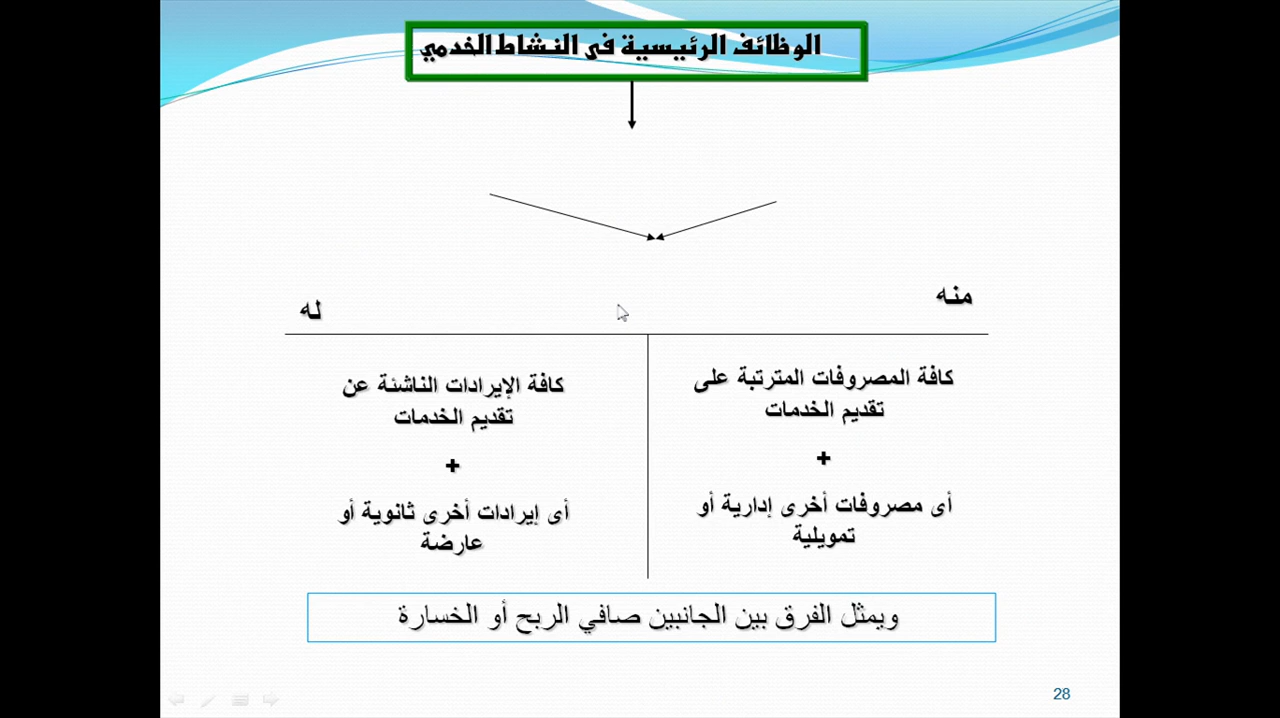 الوظائف الرئيسية فى النشاط الخدمي
منه
له
كافة المصروفات المترتبة على
تقديم الخدمات
+
أى مصروفات أخرى إدارية أو
تمويلية
كافة الإيرادات الناشئة عن
تقديم الخدمات
+
أى إيرادات أخرى ثانوية أو
عارضة
ويمثل الفرق بين الجانبين صافي الربح أو الخسارة
28